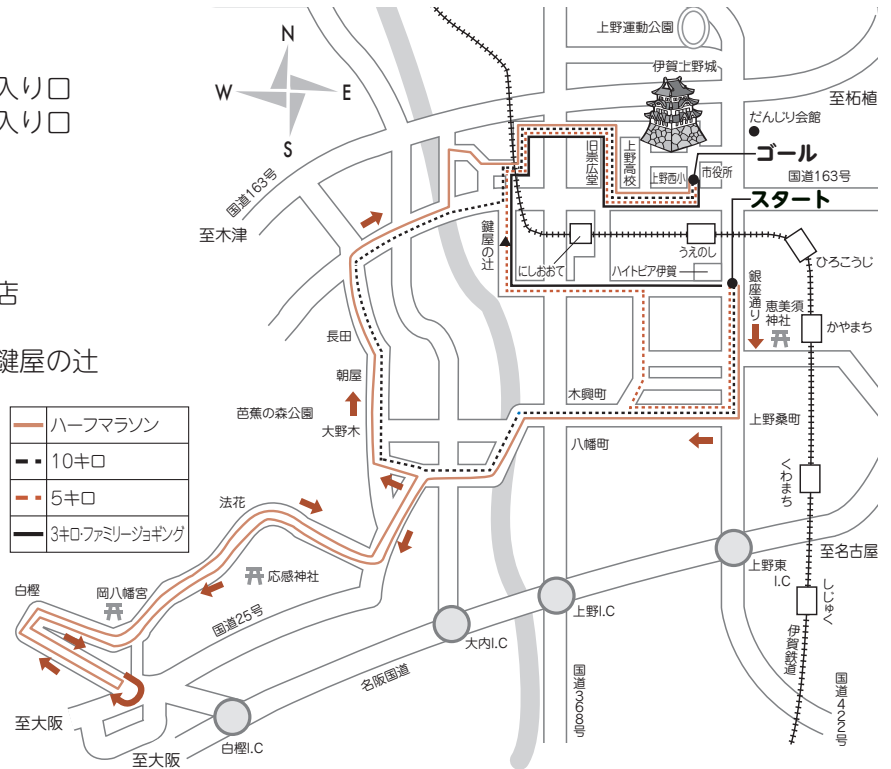 入り口
入り口
店
鍵屋の辻
N
W
E
S
上野運動公園
伊賀上野城
至柘植
だんじり会館
ゴール
旧崇広堂
上野高校
上野西小
市役所
国道163号
スタート
国道163号
至木津
鍵屋の辻
にしおおて
うえのし
ハイトピア伊賀
銀座通り
ひろこうじ
恵美須
神社
かやまち
長田
朝屋
芭蕉の森公園
大野木
木興町
八幡町
上野桑町
くわまち
ハーフマラソン
10キロ
5キロ
3キロ・ファミリージョギング
法花
応感神社
白樫
岡八幡宮
国道25号
上野東
I.C
至名古屋
しじゅく
伊賀鉄道
上野I.C
大内I.C
名阪国道
国道368号
国道422号
白樫I.C
至大阪
至大阪